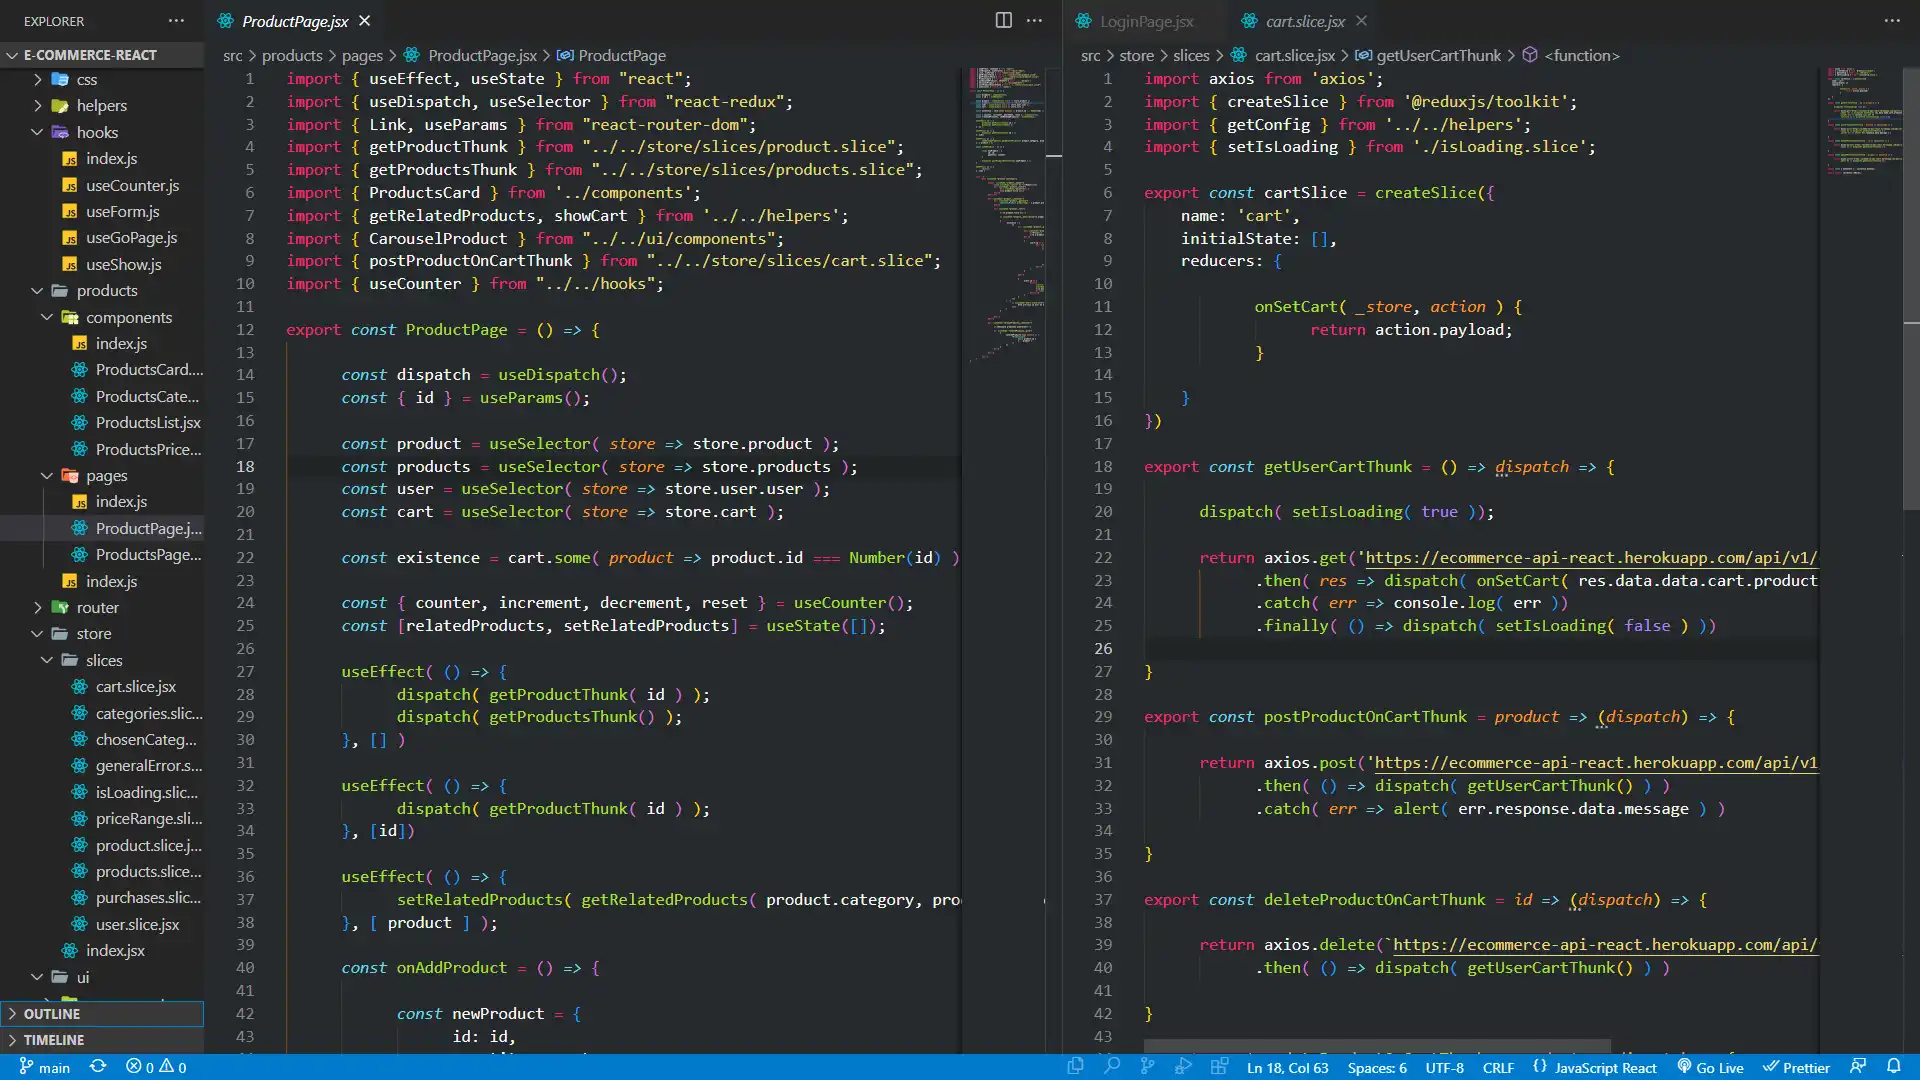 EXPLORER
E-COMMERCE-REACT
css
helpers
hooks
index.js
useCounter.js
useForm.js
useGoPage.js
useShow.js
products
components
index.js
ProductsCard....
ProductsCate...
ProductsList.jsx
ProductsPrice...
pages
index.js
ProductPage.j...
ProductsPage...
index.js
router
store
slices
cart.slice.jsx
categories.slic...
chosenCateg...
generalError.s...
isLoading.slic...
priceRange.sli...
product.slice.j...
products.slice...
purchases.slic...
user.slice.jsx
index.jsx
ui
OUTLINE
TIMELINE
ProductPage.jsx
src > products > pages > ProductPage.jsx > ProductPage
1 import { useEffect, useState } from "react";
2 import { useDispatch, useSelector } from "react-redux";
3 import { Link, useParams } from "react-router-dom";
4 import { getProductThunk } from "../../store/slices/product.slice";
5 import { getProductsThunk } from "../../store/slices/products.slice";
6 import { ProductsCard } from '../components';
7 import { getRelatedProducts, showCart } from '../../helpers';
8 import { CarouselProduct } from "../../ui/components";
9 import { postProductOnCartThunk } from "../../store/slices/cart.slice";
10 import { useCounter } from "../../hooks";
11
12 export const ProductPage = () => {
13
14 const dispatch = useDispatch();
15 const { id } = useParams();
16
17 const product = useSelector( store => store.product );
18 const products = useSelector( store => store.products );
19 const user = useSelector( store => store.user.user );
20 const cart = useSelector( store => store.cart );
21
22 const existence = cart.some( product => product.id === Number(id) )
23
24 const { counter, increment, decrement, reset } = useCounter();
25 const [relatedProducts, setRelatedProducts] = useState([]);
26
27 useEffect( () => {
28 dispatch( getProductThunk( id ) );
29 dispatch( getProductsThunk() );
30 }, [] )
31
32 useEffect( () => {
33 dispatch( getProductThunk( id ) );
34 }, [id])
35
36 useEffect( () => {
37 setRelatedProducts( getRelatedProducts( product.category, pro
38 }, [ product ] );
39
40 const onAddProduct = () => {
41
42 const newProduct = {
43 id: id,
LoginPage.jsx
cart.slice.jsx
src > store > slices > cart.slice.jsx > getUserCartThunk > <function>
1 import axios from 'axios';
2 import { createSlice } from '@reduxjs/toolkit';
3 import { getConfig } from '../../helpers';
4 import { setIsLoading } from './isLoading.slice';
5
6 export const cartSlice = createSlice({
7 name: 'cart',
8 initialState: [],
9 reducers: {
10
11 onSetCart( _store, action ) {
12 return action.payload;
13 }
14
15 }
16 })
17
18 export const getUserCartThunk = () => dispatch => {
19
20 dispatch( setIsLoading( true ));
21
22 return axios.get('https://ecommerce-api-react.herokuapp.com/api/v1/
23 .then( res => dispatch( onSetCart( res.data.data.cart.product
24 .catch( err => console.log( err ))
25 .finally( () => dispatch( setIsLoading( false ) ))
26
27 }
28
29 export const postProductOnCartThunk = product => (dispatch) => {
30
31 return axios.post('https://ecommerce-api-react.herokuapp.com/api/v1
32 .then( () => dispatch( getUserCartThunk() ) )
33 .catch( err => alert( err.response.data.message ) )
34
35 }
36
37 export const deleteProductOnCartThunk = id => (dispatch) => {
38
39 return axios.delete(`https://ecommerce-api-react.herokuapp.com/api/
40 .then( () => dispatch( getUserCartThunk() ) )
41
42 }
43
main
0 0
Ln 18, Col 63
Spaces: 6
UTF-8
CRLF
{} JavaScript React
Go Live
Prettier